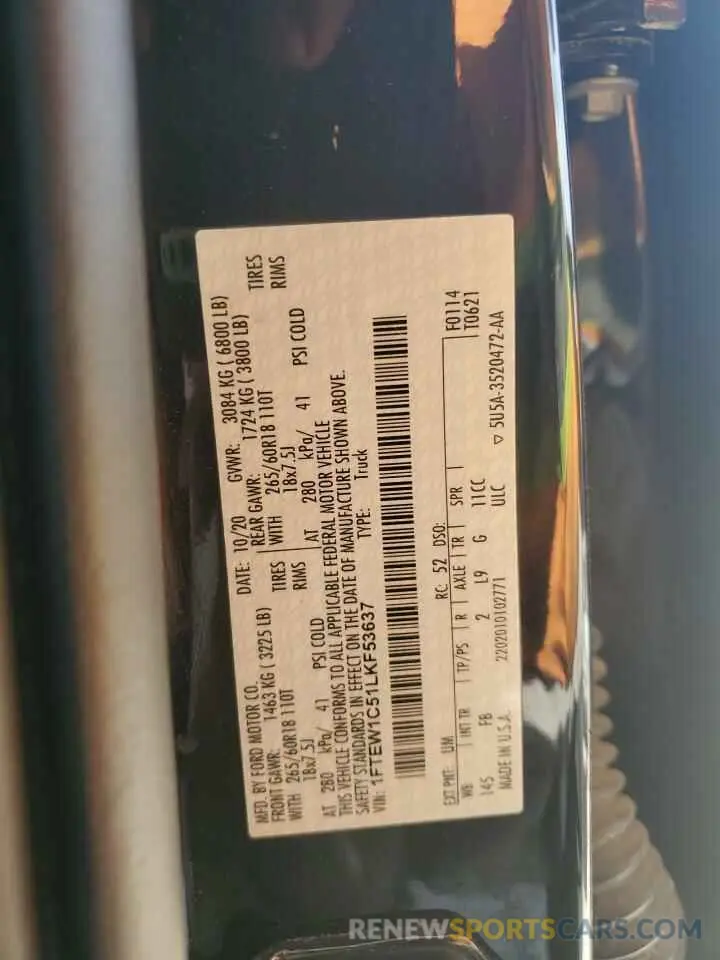 MFD. BY FORD MOTOR CO. DATE: 10/20 GVWR: 3084 KG ( 6800 LB)
FRONT GAWR: 1463 KG ( 3225 LB) REAR GAWR: 1724 KG ( 3800 LB)
WITH 265/60R18 110T TIRES WITH 265/60R18 110T TIRES
18x7.5J RIMS 18x7.5J RIMS
AT 280 kPa/ 41 PSI COLD AT 280 kPa/ 41 PSI COLD
THIS VEHICLE CONFORMS TO ALL APPLICABLE FEDERAL MOTOR VEHICLE
SAFETY STANDARDS IN EFFECT ON THE DATE OF MANUFACTURE SHOWN ABOVE.
VIN: 1FTEW1C51LKF53637 TYPE: Truck
EXT PNT: UM RC: 52 DSO: F0114
WB INT TR TP/PS R AXLE TR SPR T0621
145 FB 2 L9 G 11CC
MADE IN U.S.A. 2202010102771 ULC
▽ 5U5A-3520472-AA
RENEWSPORTSCARS.COM